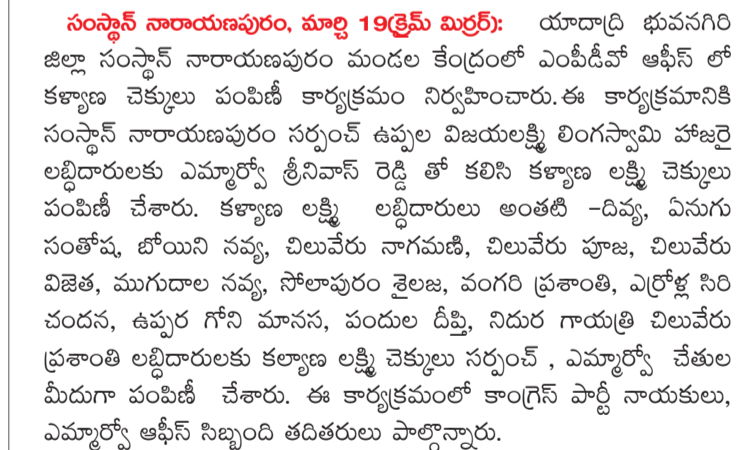 సంస్థాన్ నారాయణపురం, మార్చి 19(క్రైమ్ మిర్రర్): యాదాద్రి భువనగిరి
జిల్లా సంస్థాన్ నారాయణపురం మండల కేంద్రంలో ఎంపీడీవో ఆఫీస్ లో
కళ్యాణ చెక్కులు పంపిణీ కార్యక్రమం నిర్వహించారు.ఈ కార్యక్రమానికి
సంస్థాన్ నారాయణపురం సర్పంచ్ ఉప్పల విజయలక్ష్మి లింగస్వామి హాజరై
లబ్ధిదారులకు ఎమ్మార్వో శ్రీనివాస్ రెడ్డి తో కలిసి కళ్యాణ లక్ష్మి చెక్కులు
పంపిణీ చేశారు. కళ్యాణ లక్ష్మి లబ్ధిదారులు అంతటి -దివ్య, ఏనుగు
సంతోష, బోయిని నవ్య, చిలువేరు నాగమణి, చిలువేరు పూజ, చిలువేరు
విజెత, ముగుదాల నవ్య, సోలాపురం శైలజ, వంగరి ప్రశాంతి, ఎర్రోళ్ల సిరి
చందన, ఉప్పర గోని మానస, పందుల దీప్తి, నిదుర గాయత్రి చిలువేరు
ప్రశాంతి లబ్ధిదారులకు కల్యాణ లక్ష్మి చెక్కులు సర్పంచ్ , ఎమ్మార్వో చేతుల
మీదుగా పంపిణీ చేశారు. ఈ కార్యక్రమంలో కాంగ్రెస్ పార్టీ నాయకులు,
ఎమ్మార్వో ఆఫీస్ సిబ్బంది తదితరులు పాల్గొన్నారు.